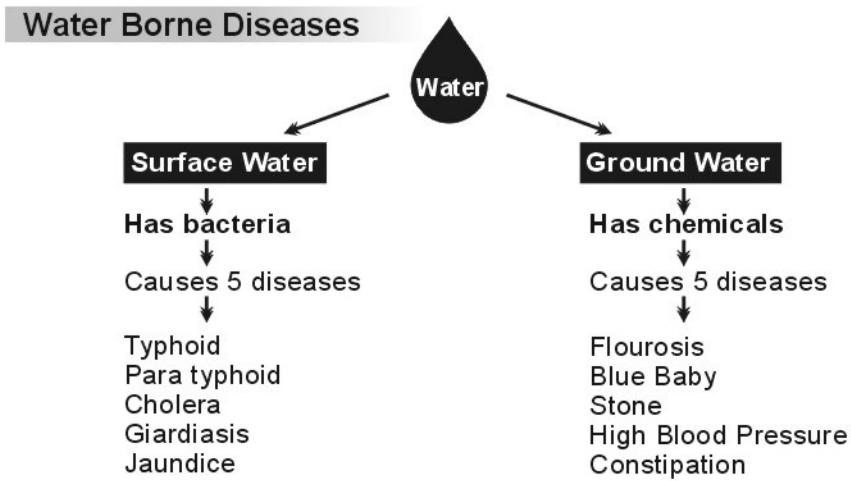 Water Borne Diseases
Water
Surface Water
Has bacteria
Causes 5 diseases
Typhoid
Para typhoid
Cholera
Giardiasis
Jaundice
Ground Water
Has chemicals
Causes 5 diseases
Flourosis
Blue Baby
Stone
High Blood Pressure
Constipation